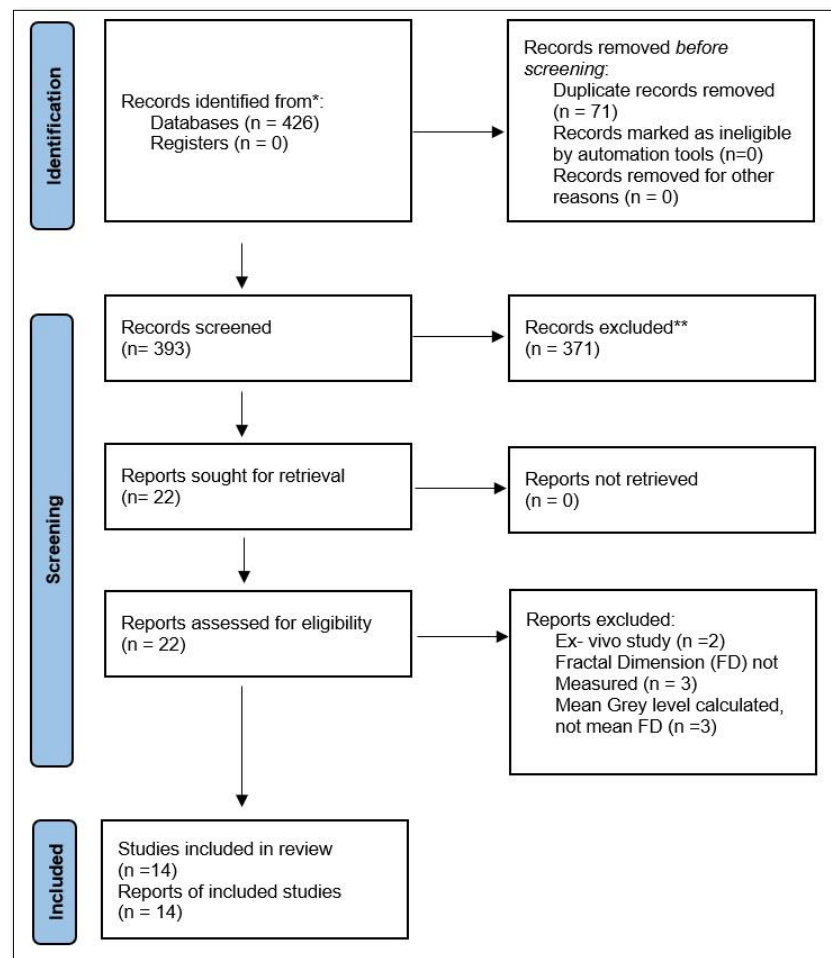 Identification
Records identified from*:
Databases (n = 426)
Registers (n = 0)
Records removed before
screening:
Duplicate records removed
(n = 71)
Records marked as ineligible
by automation tools (n=0)
Records removed for other
reasons (n = 0)
Screening
Records screened
(n= 393)
Records excluded**
(n = 371)
Reports sought for retrieval
(n= 22)
Reports not retrieved
(n = 0)
Reports assessed for eligibility
(n = 22)
Reports excluded:
Ex- vivo study (n =2)
Fractal Dimension (FD) not
Measured (n = 3)
Mean Grey level calculated,
not mean FD (n =3)
Included
Studies included in review
(n =14)
Reports of included studies
(n = 14)